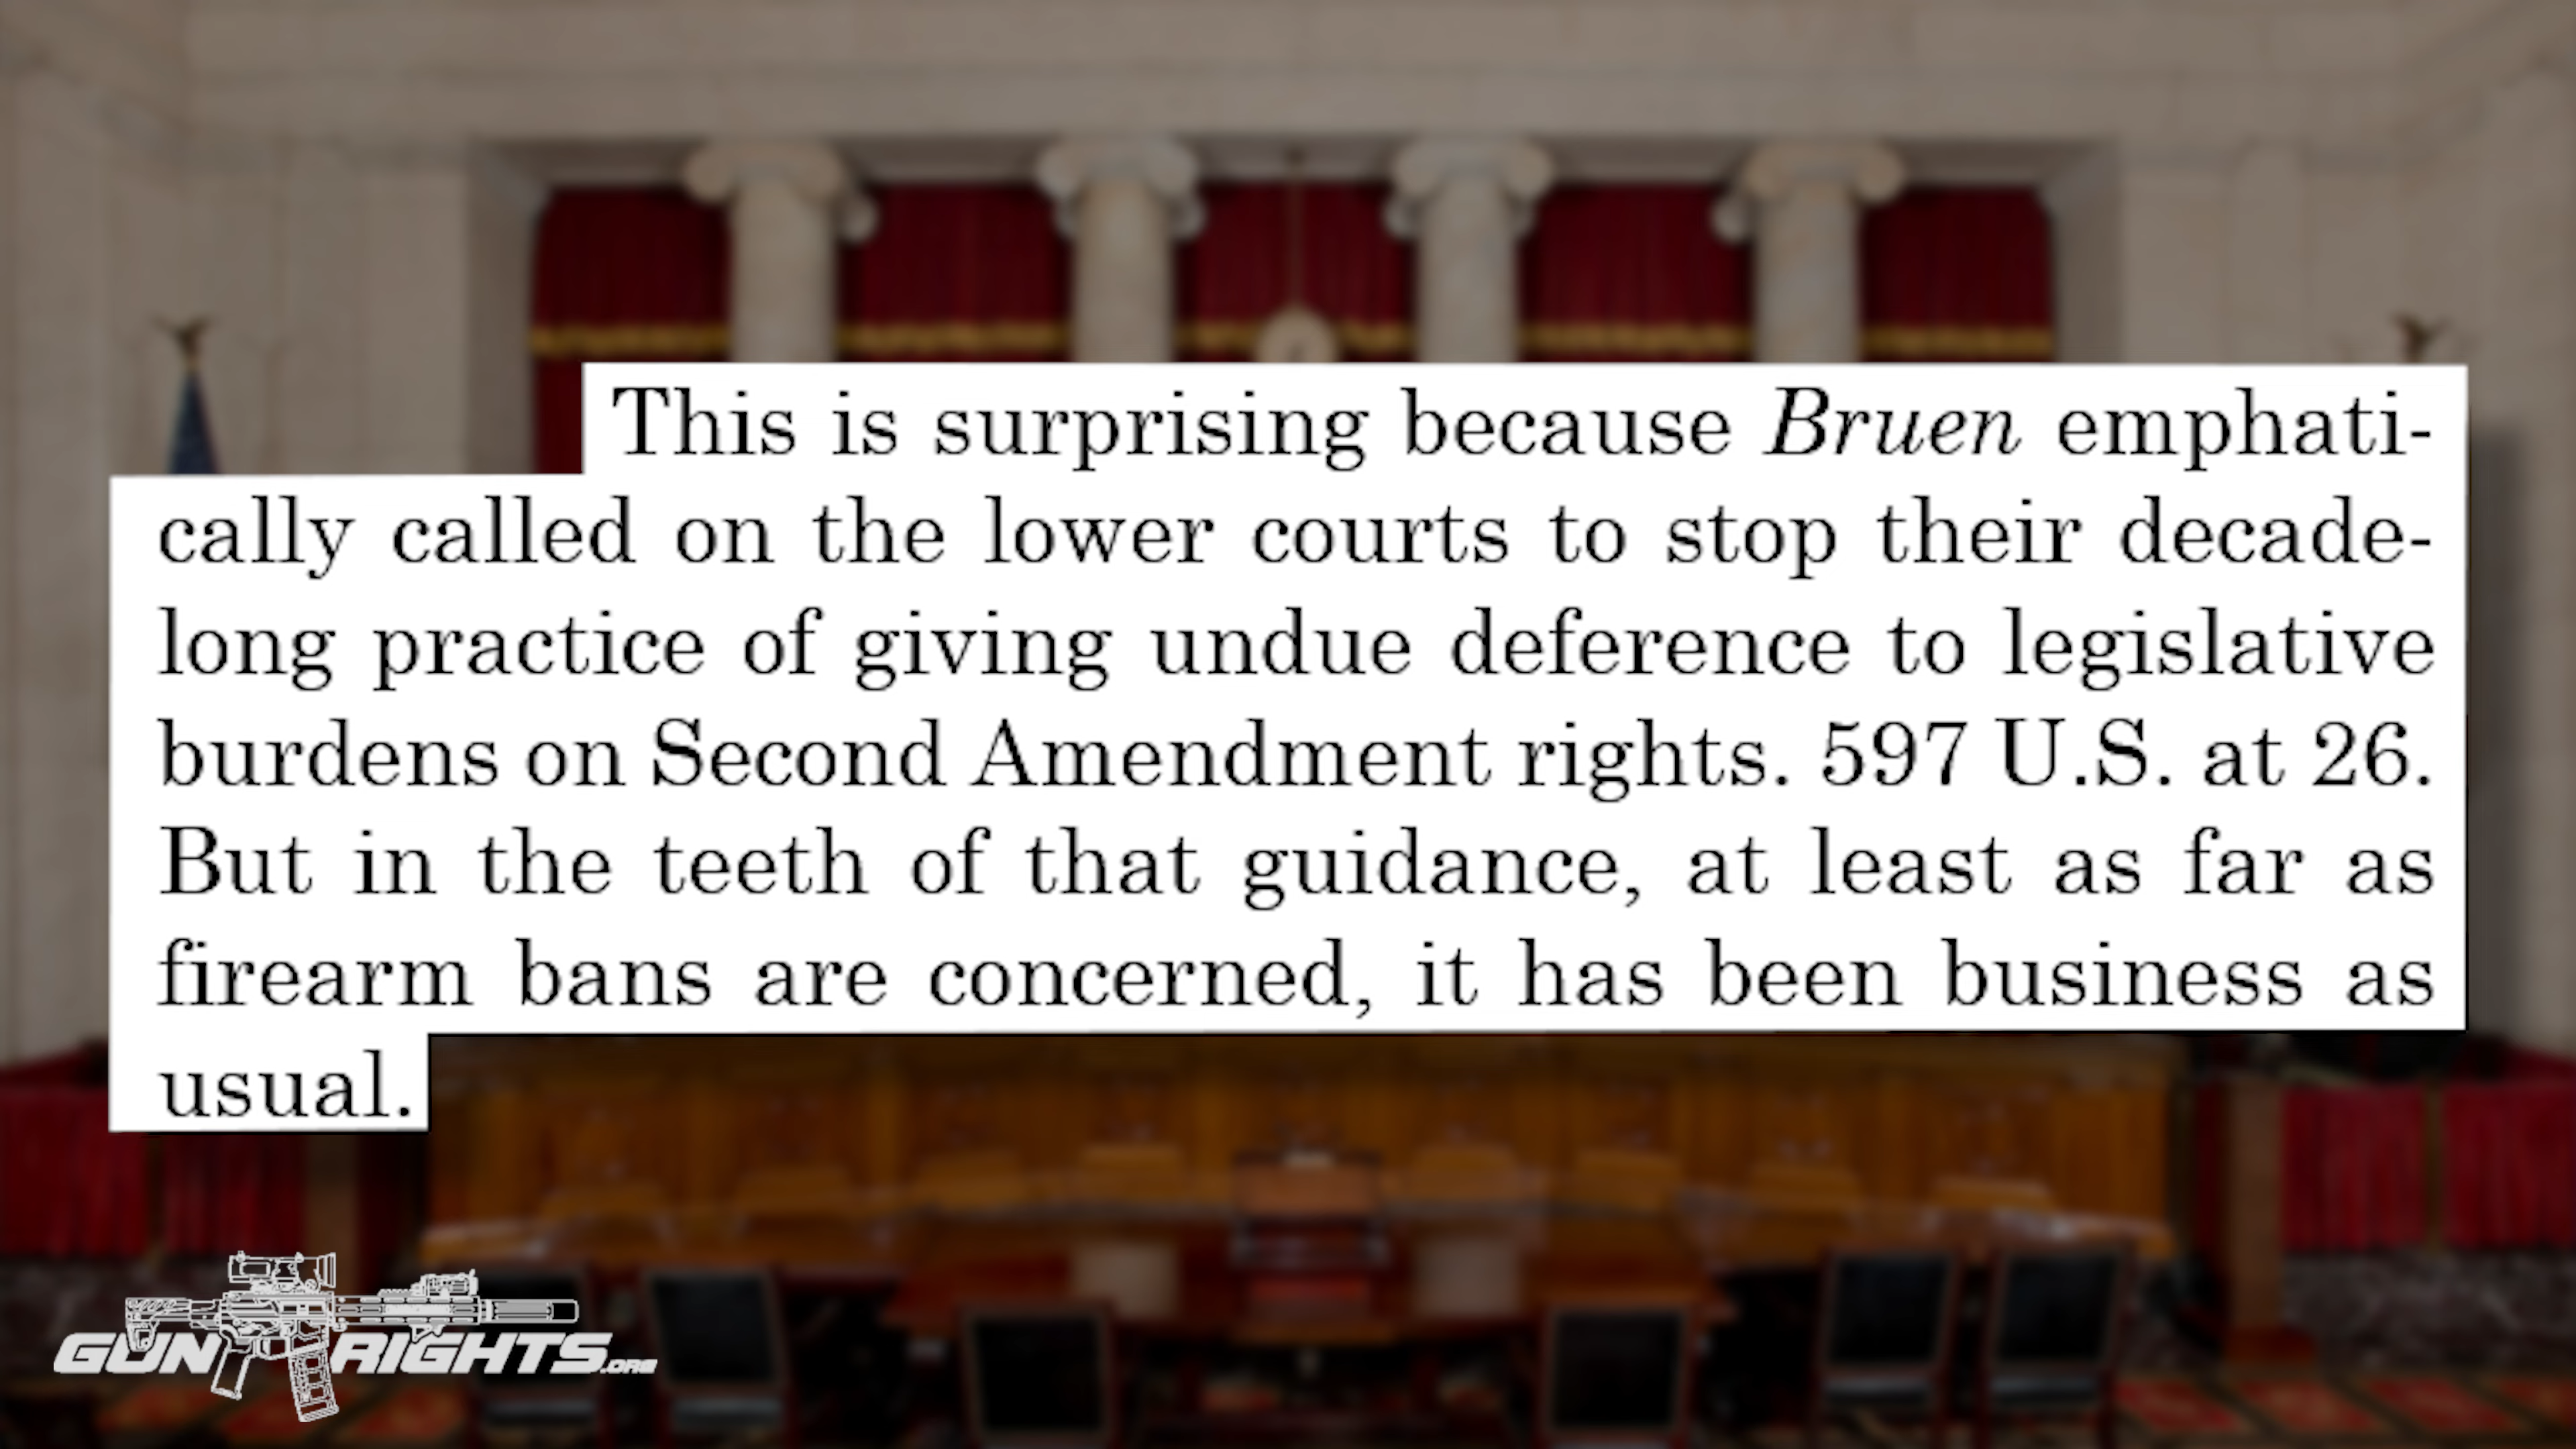 This is surprising because Bruen emphati-
cally called on the lower courts to stop their decade-
long practice of giving undue deference to legislative
burdens on Second Amendment rights. 597 U.S. at 26.
But in the teeth of that guidance, at least as far as
firearm bans are concerned, it has been business as
usual.
GUN RIGHTS.ORG